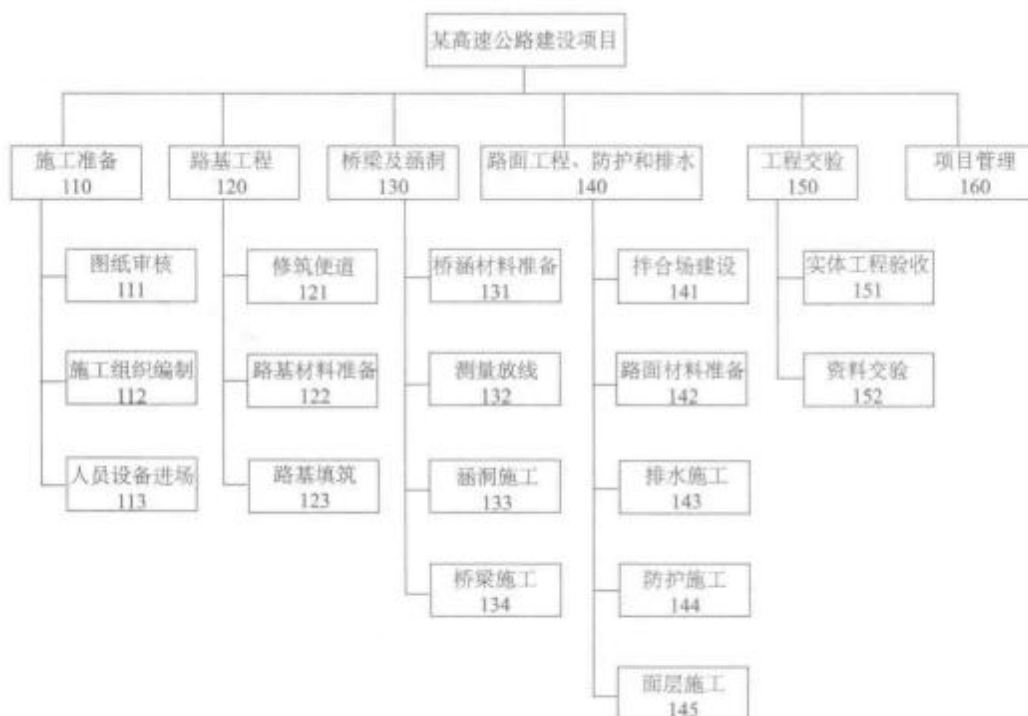 某高速公路建设项目
施工准备
110
路基工程
120
桥梁及涵洞
130
路面工程、防护和排水
140
工程交验
150
项目管理
160
图纸审核
111
修筑便道
121
桥涵材料准备
131
拌合场建设
141
实体工程验收
151
施工组织编制
112
路基材料准备
122
测量放线
132
路面材料准备
142
资料交验
152
人员设备进场
113
路基填筑
123
涵洞施工
133
排水施工
143
桥梁施工
134
防护施工
144
面层施工
145